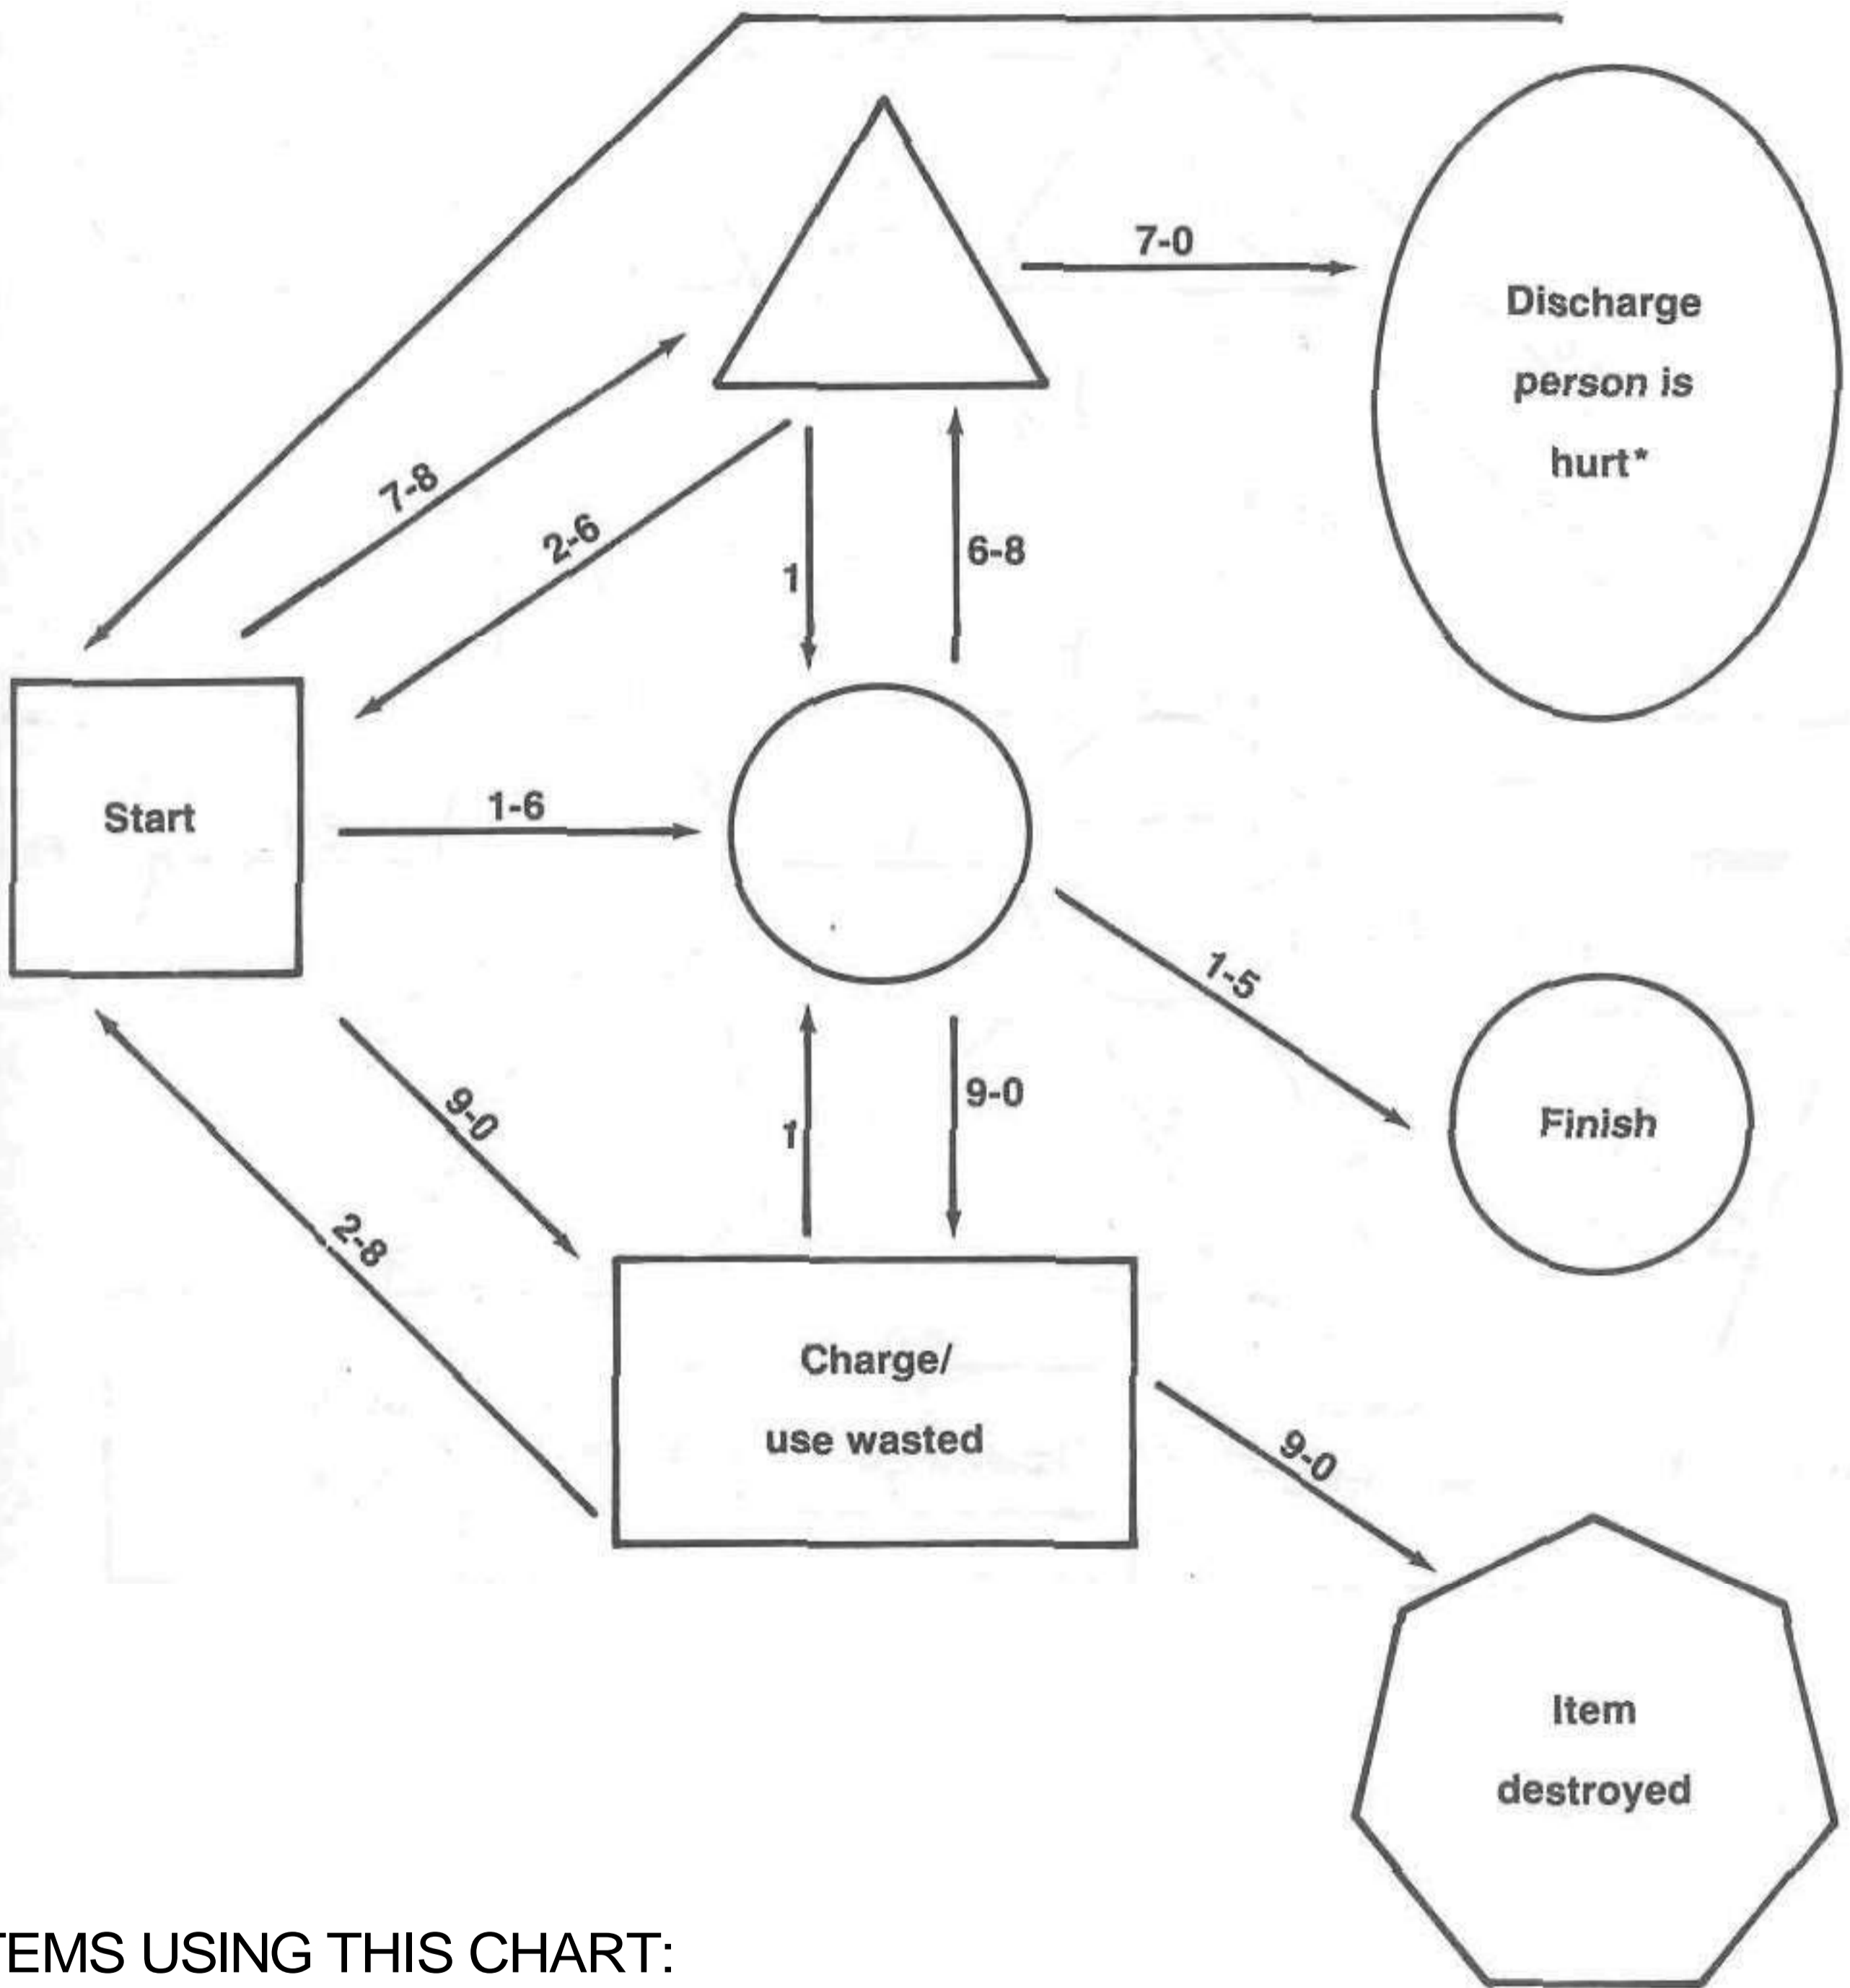 7-0
Discharge
person is
hurt*
7-8
2-6
1
6-8
Start
1-6
1-5
9-0
1
9-0
Finish
2-8
Charge/
use wasted
9-0
Item
destroyed
TEMS USING THIS CHART: